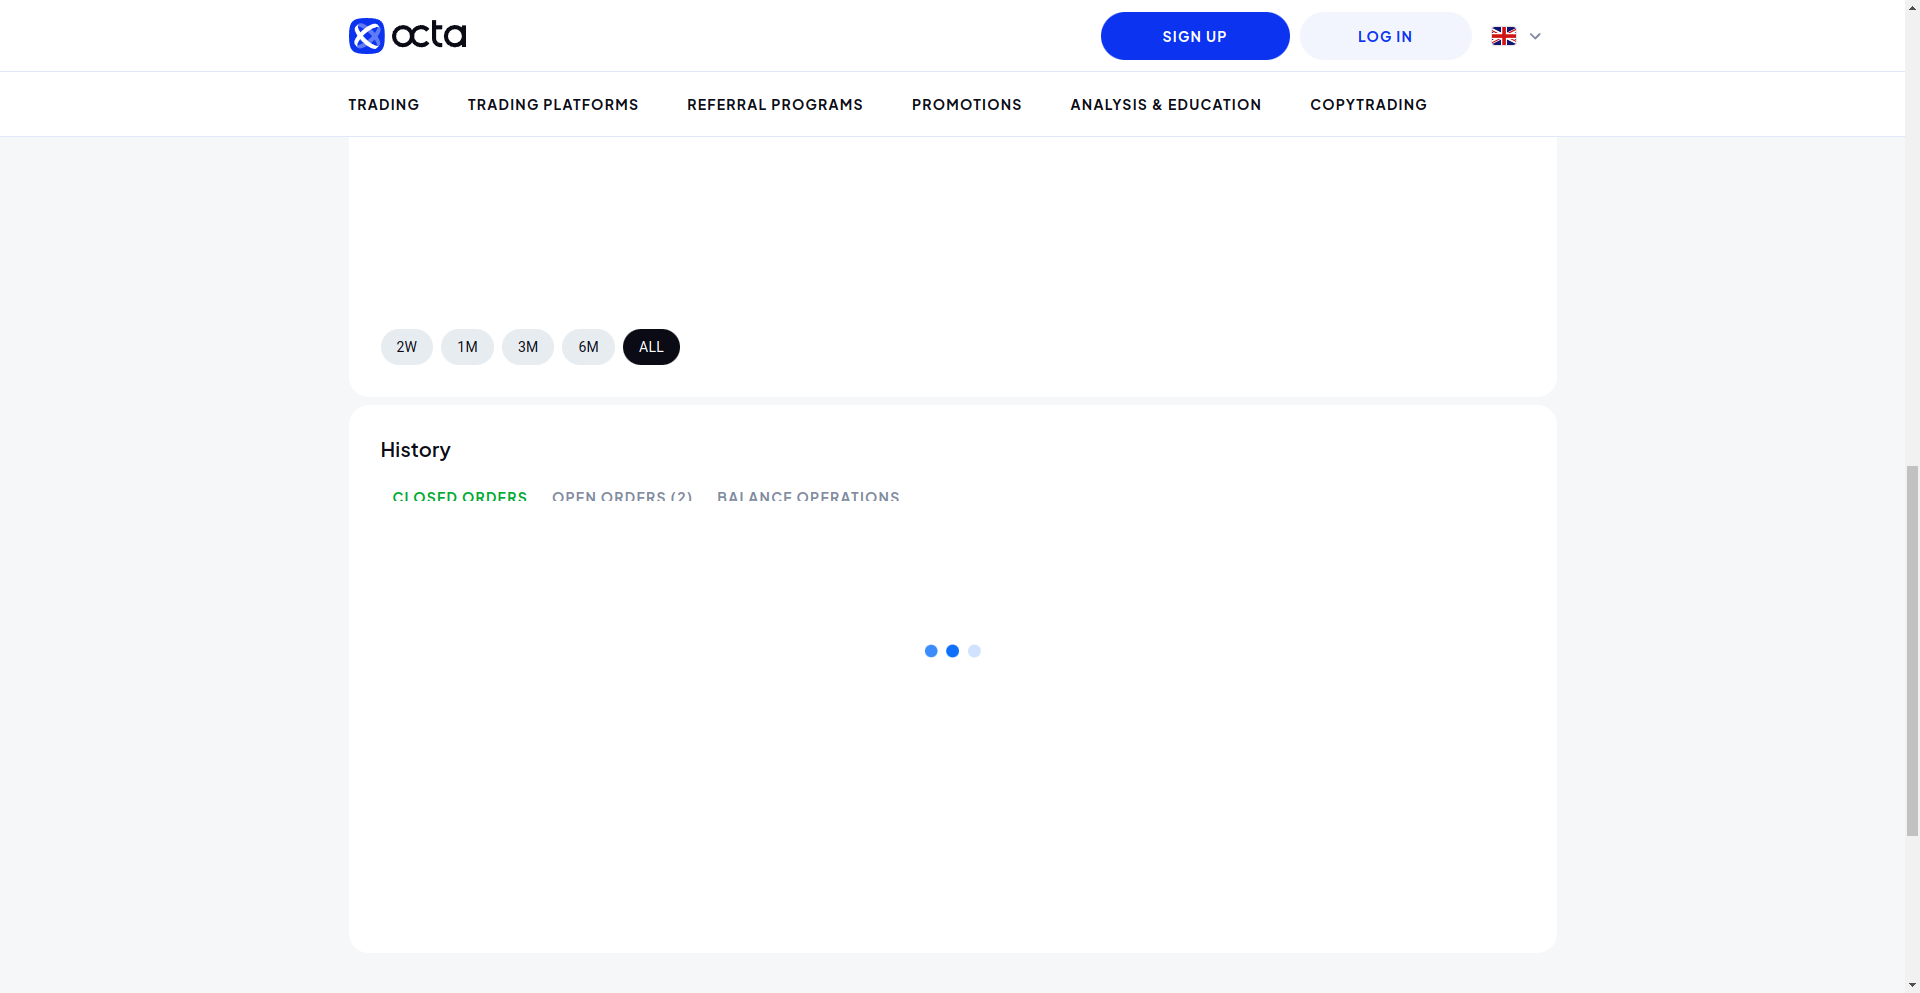 octa
SIGN UP
LOG IN
TRADING
TRADING PLATFORMS
REFERRAL PROGRAMS
PROMOTIONS
ANALYSIS & EDUCATION
COPYTRADING
2W
1M
3M
6M
ALL
History
CLOSED ORDERS
OPEN ORDERS (2)
BALANCE OPERATIONS